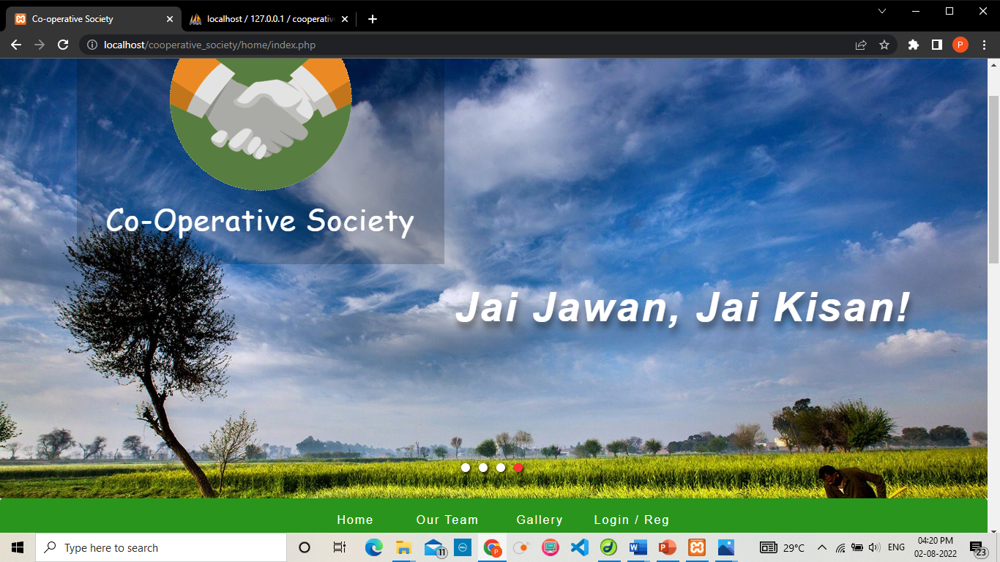 Co-operative Society
localhost / 127.0.0.1 / cooperative
localhost/cooperative_society/home/index.php
P
Co-Operative Society
Jai Jawan, Jai Kisan!
Home Our Team Gallery Login / Reg
Type here to search
11
DELL
P
29°C
ENG
04:20 PM
02-08-2022
23